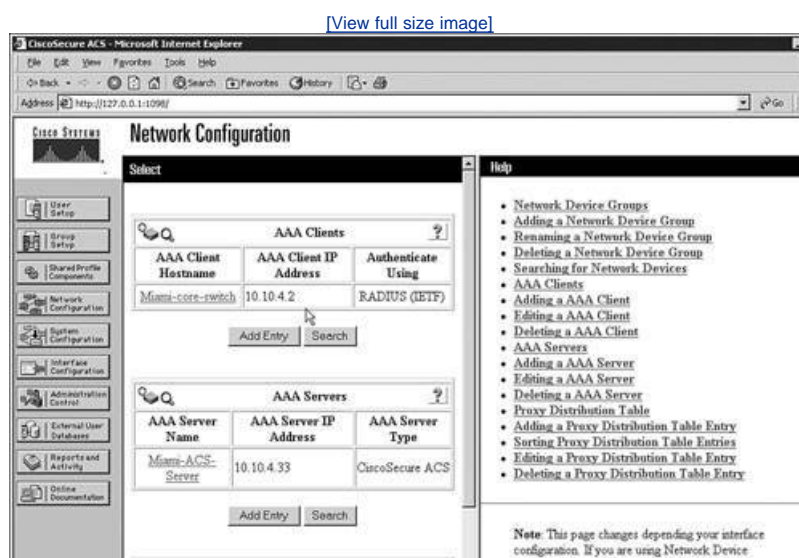 [View full size image]
CiscoSecure ACS - Microsoft Internet Explorer
File Edit View Favorites Tools Help
Back Search Favorites History
Address http://127.0.0.1:1098/ Go
CISCO SYSTEMS
Network Configuration
User Setup
Group Setup
Shared Profile Components
Network Configuration
System Configuration
Interface Configuration
Administration Control
External User Databases
Reports and Activity
Online Documentation
Select
AAA Clients ?
AAA Client Hostname AAA Client IP Address Authenticate Using
Miami-core-switch 10.10.4.2 RADIUS (IETF)
Add Entry Search
AAA Servers ?
AAA Server Name AAA Server IP Address AAA Server Type
Miami-ACS-Server 10.10.4.33 CiscoSecure ACS
Add Entry Search
Help
Network Device Groups
Adding a Network Device Group
Renaming a Network Device Group
Deleting a Network Device Group
Searching for Network Devices
AAA Clients
Adding a AAA Client
Editing a AAA Client
Deleting a AAA Client
AAA Servers
Adding a AAA Server
Editing a AAA Server
Deleting a AAA Server
Proxy Distribution Table
Adding a Proxy Distribution Table Entry
Sorting Proxy Distribution Table Entries
Editing a Proxy Distribution Table Entry
Deleting a Proxy Distribution Table Entry
Note: This page changes depending your interface
configuration. If you are using Network Device